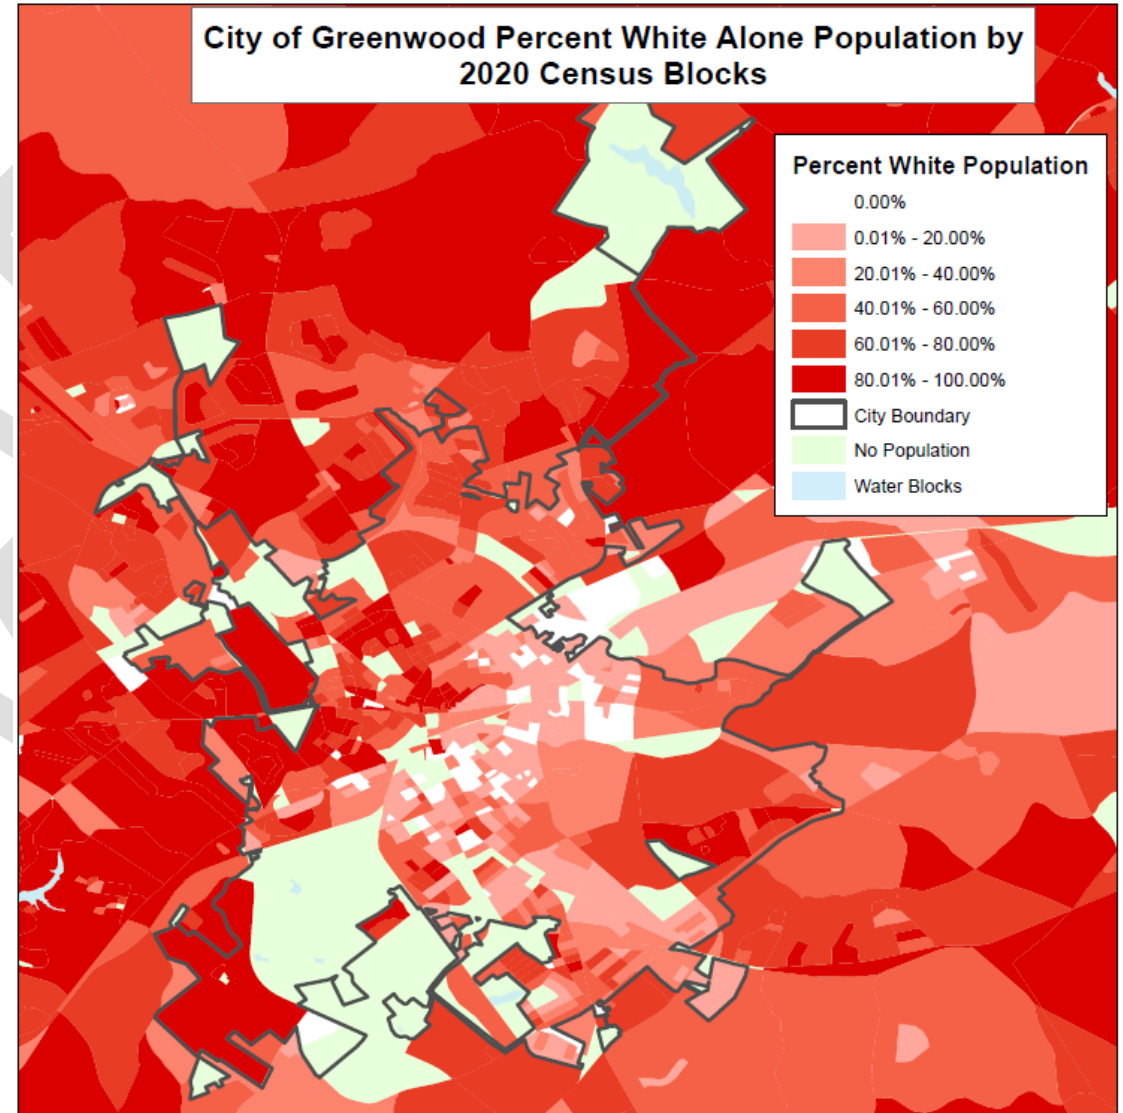 City of Greenwood Percent White Alone Population by
2020 Census Blocks
Percent White Population
0.00%
0.01% - 20.00%
20.01% - 40.00%
40.01% - 60.00%
60.01% - 80.00%
80.01% - 100.00%
City Boundary
No Population
Water Blocks